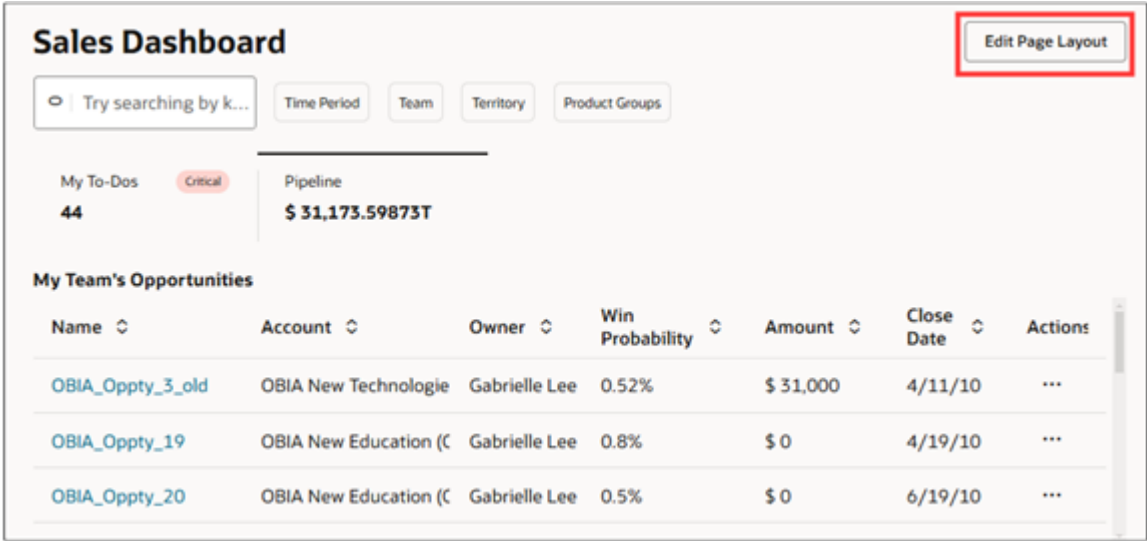 Sales Dashboard
Edit Page Layout
Try searching by k...
Time Period
Team
Territory
Product Groups
My To-Dos
Critical
Pipeline
44
$ 31,173.59873T
My Team's Opportunities
Name
Account
Owner
Win
Probability
Amount
Close
Date
Actions
OBIA_Oppty_3_old OBIA New Technologie Gabrielle Lee 0.52% $ 31,000 4/11/10 ...
OBIA_Oppty_19 OBIA New Education (C Gabrielle Lee 0.8% $ 0 4/19/10 ...
OBIA_Oppty_20 OBIA New Education (C Gabrielle Lee 0.5% $ 0 6/19/10 ...